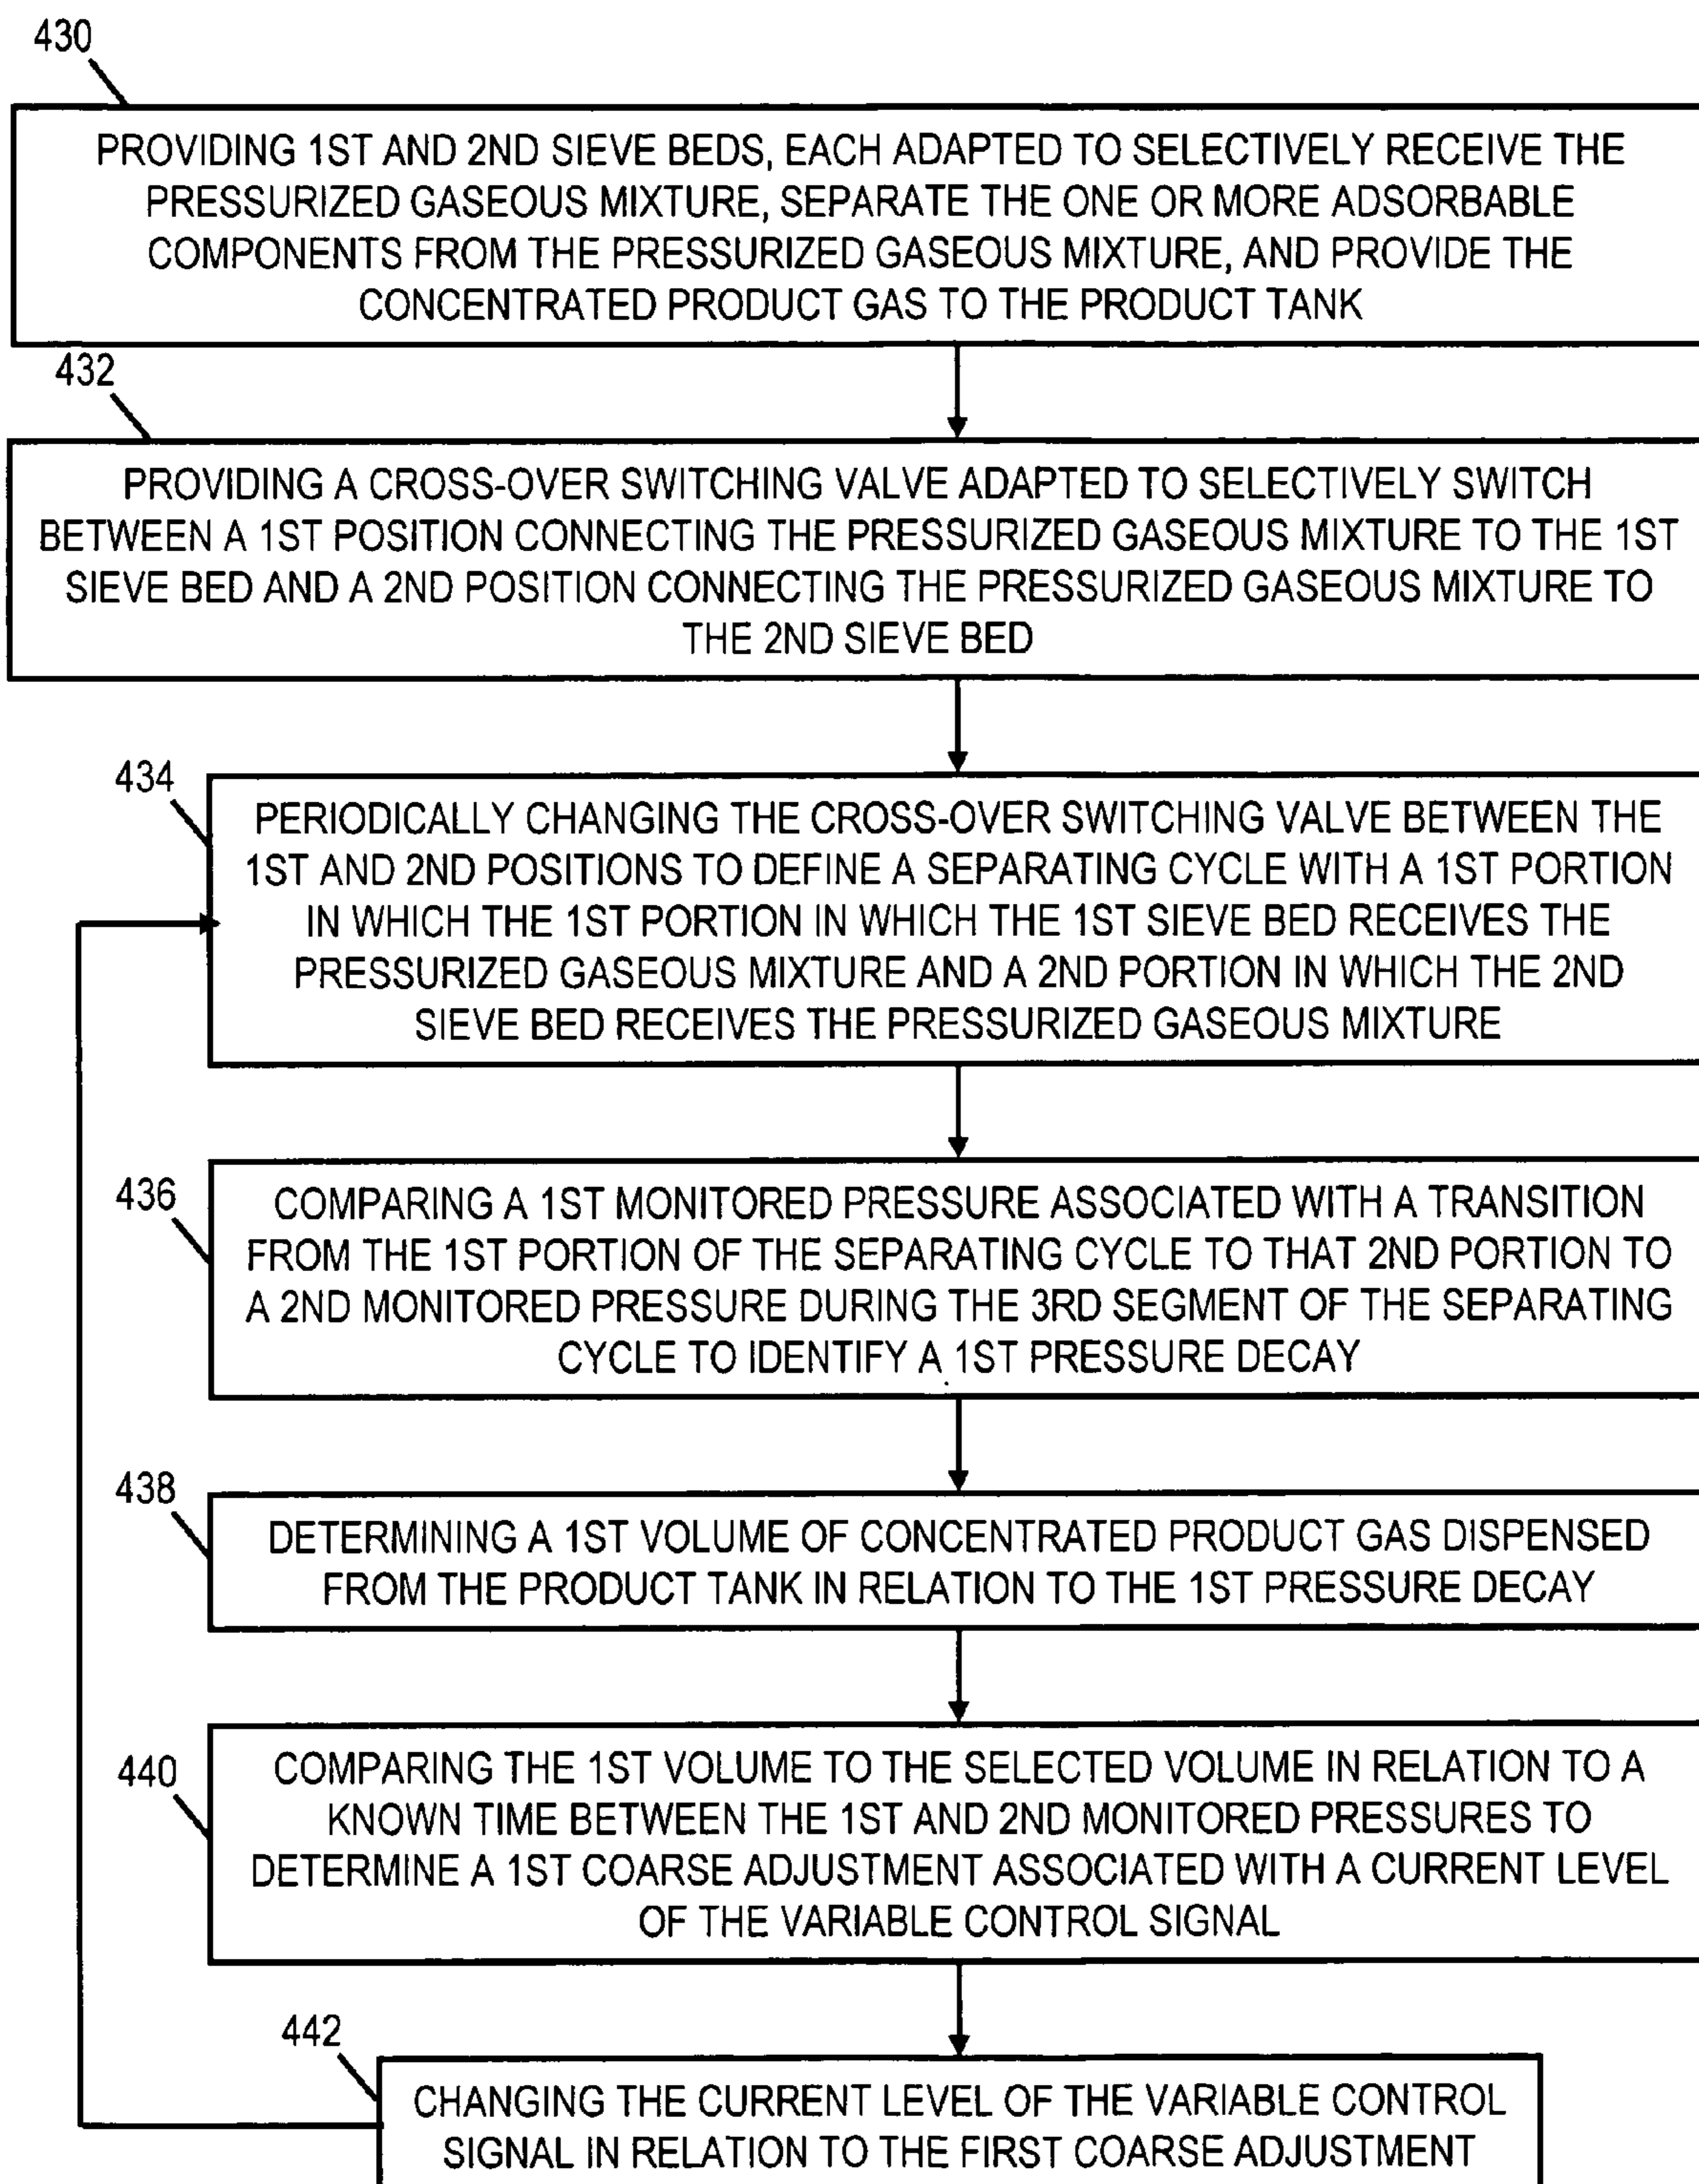 430
PROVIDING 1ST AND 2ND SIEVE BEDS, EACH ADAPTED TO SELECTIVELY RECEIVE THE
PRESSURIZED GASEOUS MIXTURE, SEPARATE THE ONE OR MORE ADSORBABLE
COMPONENTS FROM THE PRESSURIZED GASEOUS MIXTURE, AND PROVIDE THE
CONCENTRATED PRODUCT GAS TO THE PRODUCT TANK
432
PROVIDING A CROSS-OVER SWITCHING VALVE ADAPTED TO SELECTIVELY SWITCH
BETWEEN A 1ST POSITION CONNECTING THE PRESSURIZED GASEOUS MIXTURE TO THE 1ST
SIEVE BED AND A 2ND POSITION CONNECTING THE PRESSURIZED GASEOUS MIXTURE TO
THE 2ND SIEVE BED
434
PERIODICALLY CHANGING THE CROSS-OVER SWITCHING VALVE BETWEEN THE
1ST AND 2ND POSITIONS TO DEFINE A SEPARATING CYCLE WITH A 1ST PORTION
IN WHICH THE 1ST PORTION IN WHICH THE 1ST SIEVE BED RECEIVES THE
PRESSURIZED GASEOUS MIXTURE AND A 2ND PORTION IN WHICH THE 2ND
SIEVE BED RECEIVES THE PRESSURIZED GASEOUS MIXTURE
436
COMPARING A 1ST MONITORED PRESSURE ASSOCIATED WITH A TRANSITION
FROM THE 1ST PORTION OF THE SEPARATING CYCLE TO THAT 2ND PORTION TO
A 2ND MONITORED PRESSURE DURING THE 3RD SEGMENT OF THE SEPARATING
CYCLE TO IDENTIFY A 1ST PRESSURE DECAY
438
DETERMINING A 1ST VOLUME OF CONCENTRATED PRODUCT GAS DISPENSED
FROM THE PRODUCT TANK IN RELATION TO THE 1ST PRESSURE DECAY
440
COMPARING THE 1ST VOLUME TO THE SELECTED VOLUME IN RELATION TO A
KNOWN TIME BETWEEN THE 1ST AND 2ND MONITORED PRESSURES TO
DETERMINE A 1ST COARSE ADJUSTMENT ASSOCIATED WITH A CURRENT LEVEL
OF THE VARIABLE CONTROL SIGNAL
442
CHANGING THE CURRENT LEVEL OF THE VARIABLE CONTROL
SIGNAL IN RELATION TO THE FIRST COARSE ADJUSTMENT